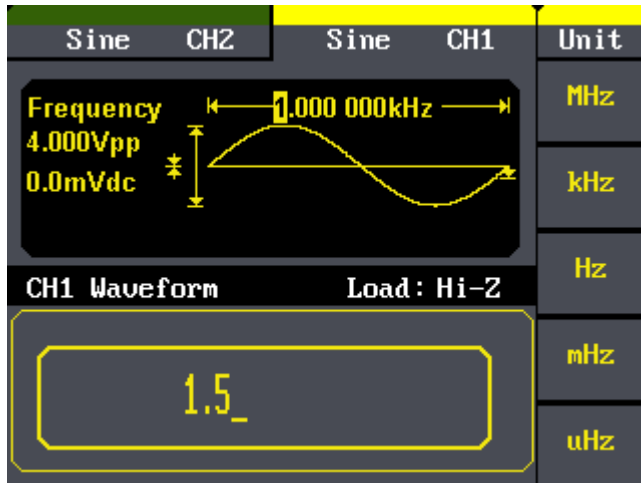 Sine CH2 Sine CH1 Unit
Frequency 1.000 000kHz
4.000Vpp
0.0mVdc
MHz
kHz
Hz
CH1 Waveform Load: Hi-Z
mHz
1.5_
uHz